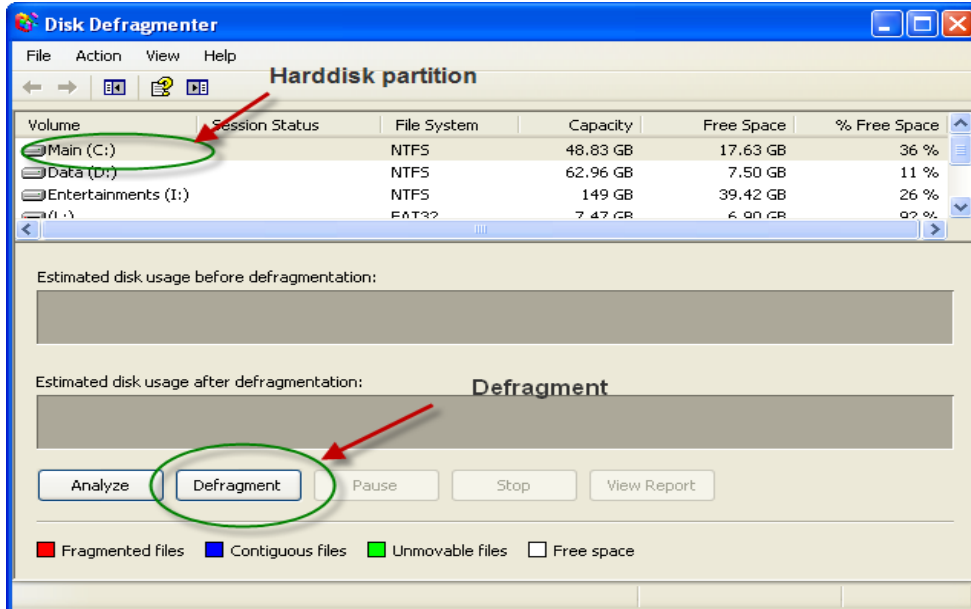 Disk Defragmenter
File Action View Help
Harddisk partition
Volume Session Status File System Capacity Free Space % Free Space
Main (C:) NTFS 48.83 GB 17.63 GB 36 %
Data (D:) NTFS 62.96 GB 7.50 GB 11 %
Entertainments (I:) NTFS 149 GB 39.42 GB 26 %
(L:) FAT32 7.47 GB 6.90 GB 92 %
Estimated disk usage before defragmentation:
Estimated disk usage after defragmentation:
Defragment
Analyze Defragment Pause Stop View Report
Fragmented files Contiguous files Unmovable files Free space